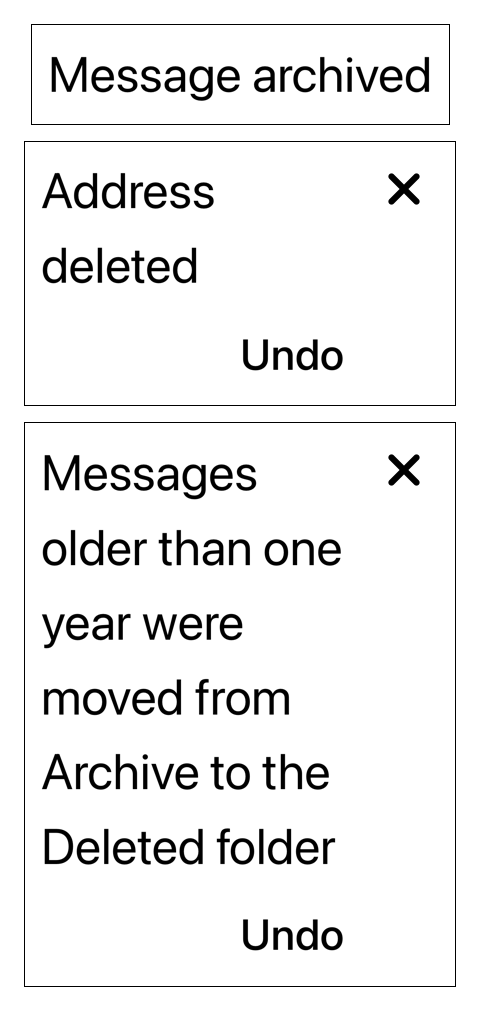 Message archived
Address
deleted
Undo
Messages
older than one
year were
moved from
Archive to the
Deleted folder
Undo